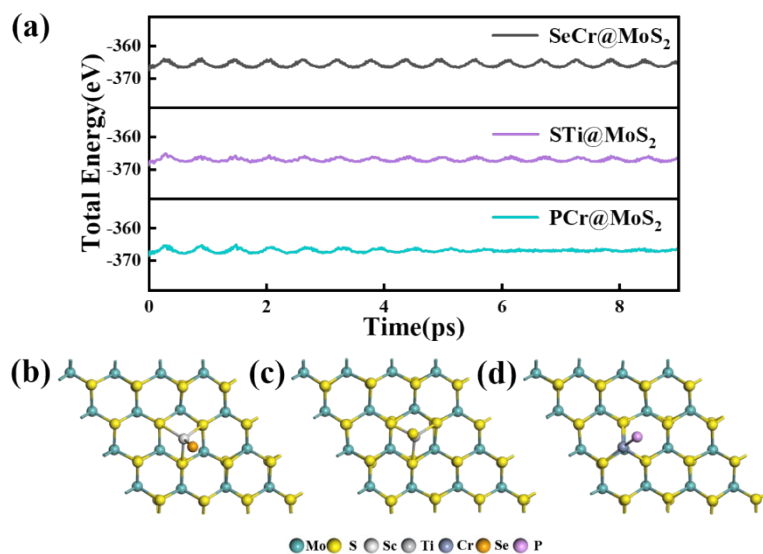 (a)
Total Energy(eV)
-360
-370
SeCr@MoS₂
-360
-370
STi@MoS₂
-360
-370
PCr@MoS₂
0 2 4 6 8
Time(ps)
(b) (c) (d)
Mo S Sc Ti Cr Se P